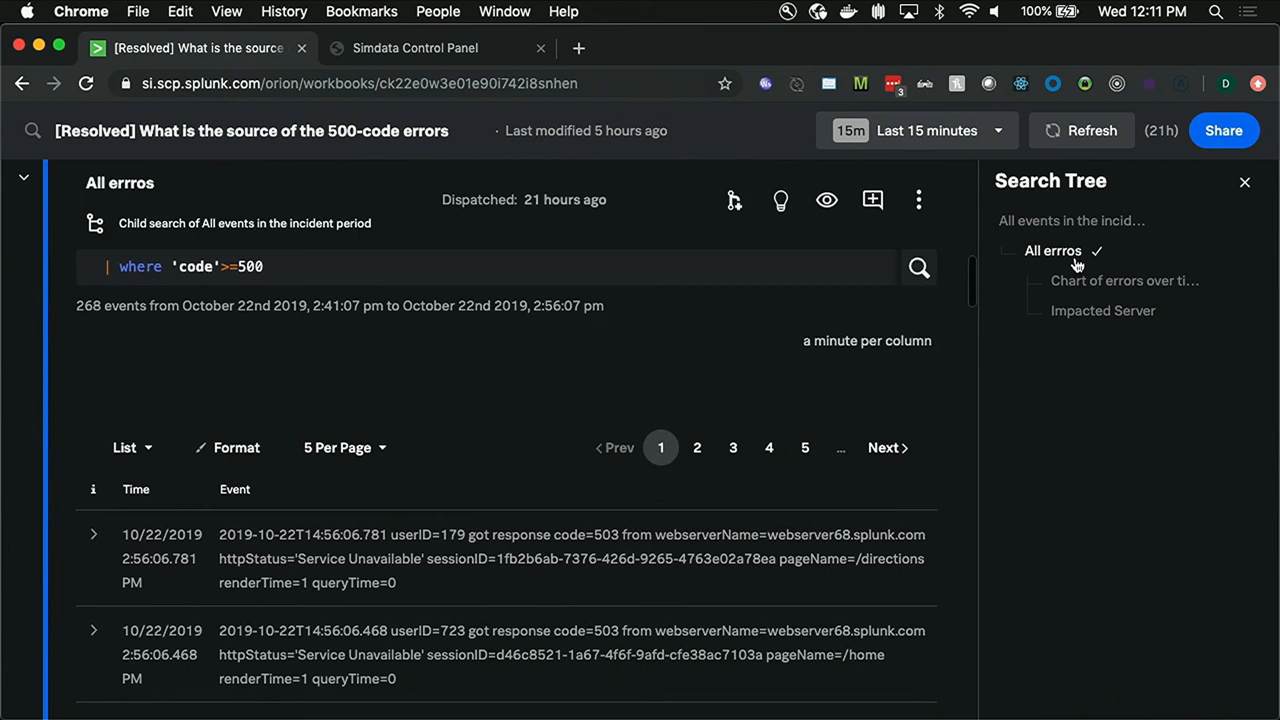 Chrome File Edit View History Bookmarks People Window Help 100% Wed 12:11 PM
[Resolved] What is the source Simdata Control Panel
si.scp.splunk.com/orion/workbooks/ck22e0w3e01e90i742i8snhen M 3 D
[Resolved] What is the source of the 500-code errors · Last modified 5 hours ago 15m Last 15 minutes Refresh (21h) Share
All errros Dispatched: 21 hours ago
Child search of All events in the incident period
| where 'code'>=500
268 events from October 22nd 2019, 2:41:07 pm to October 22nd 2019, 2:56:07 pm
a minute per column
List Format 5 Per Page < Prev 1 2 3 4 5 ... Next >
i Time Event
10/22/2019 2019-10-22T14:56:06.781 userID=179 got response code=503 from webserverName=webserver68.splunk.com
2:56:06.781 httpStatus='Service Unavailable' sessionID=1fb2b6ab-7376-426d-9265-4763e02a78ea pageName=/directions
PM renderTime=1 queryTime=0
10/22/2019 2019-10-22T14:56:06.468 userID=723 got response code=503 from webserverName=webserver68.splunk.com
2:56:06.468 httpStatus='Service Unavailable' sessionID=d46c8521-1a67-4f6f-9afd-cfe38ac7103a pageName=/home
PM renderTime=1 queryTime=0
Search Tree
All events in the incid...
All errros
Chart of errors over ti...
Impacted Server